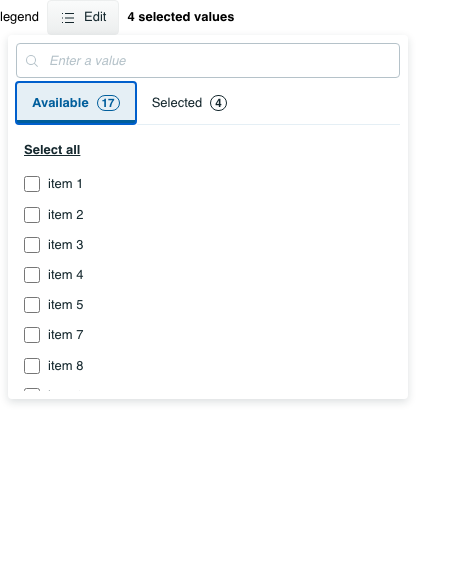 legend Edit 4 selected values
Enter a value
Available 17 Selected 4
Select all
item 1
item 2
item 3
item 4
item 5
item 7
item 8